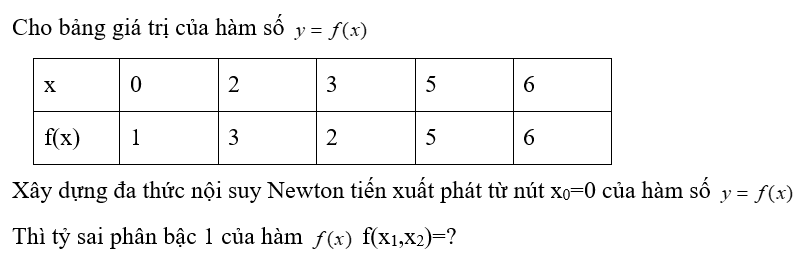 Cho bảng giá trị của hàm số y = f(x)
x 0 2 3 5 6
f(x) 1 3 2 5 6
Xây dựng đa thức nội suy Newton tiến xuất phát từ nút x₀=0 của hàm số y = f(x)
Thì tỷ sai phân bậc 1 của hàm f(x) f(x₁,x₂)=?